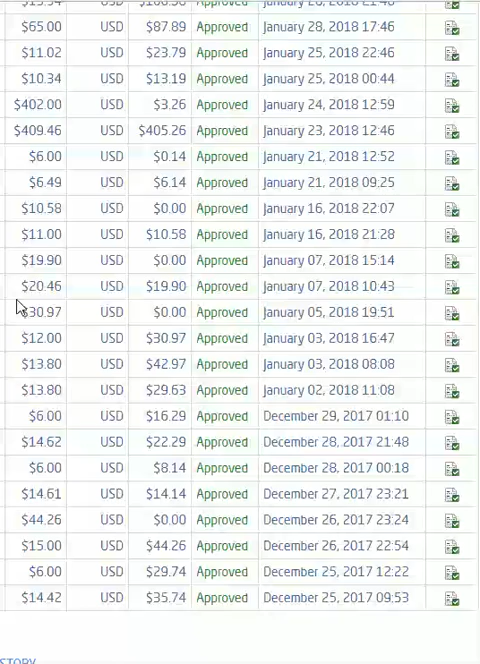 $65.00 USD $87.89 Approved January 28, 2018 17:46
$11.02 USD $23.79 Approved January 25, 2018 22:46
$10.34 USD $13.19 Approved January 25, 2018 00:44
$402.00 USD $3.26 Approved January 24, 2018 12:59
$409.46 USD $405.26 Approved January 23, 2018 12:46
$6.00 USD $0.14 Approved January 21, 2018 12:52
$6.49 USD $6.14 Approved January 21, 2018 09:25
$10.58 USD $0.00 Approved January 16, 2018 22:07
$11.00 USD $10.58 Approved January 16, 2018 21:28
$19.90 USD $0.00 Approved January 07, 2018 15:14
$20.46 USD $19.90 Approved January 07, 2018 10:43
$30.97 USD $0.00 Approved January 05, 2018 19:51
$12.00 USD $30.97 Approved January 03, 2018 16:47
$13.80 USD $42.97 Approved January 03, 2018 08:08
$13.80 USD $29.63 Approved January 02, 2018 11:08
$6.00 USD $16.29 Approved December 29, 2017 01:10
$14.62 USD $22.29 Approved December 28, 2017 21:48
$6.00 USD $8.14 Approved December 28, 2017 00:18
$14.61 USD $14.14 Approved December 27, 2017 23:21
$44.26 USD $0.00 Approved December 26, 2017 23:24
$15.00 USD $44.26 Approved December 26, 2017 22:54
$6.00 USD $29.74 Approved December 25, 2017 12:22
$14.42 USD $35.74 Approved December 25, 2017 09:53